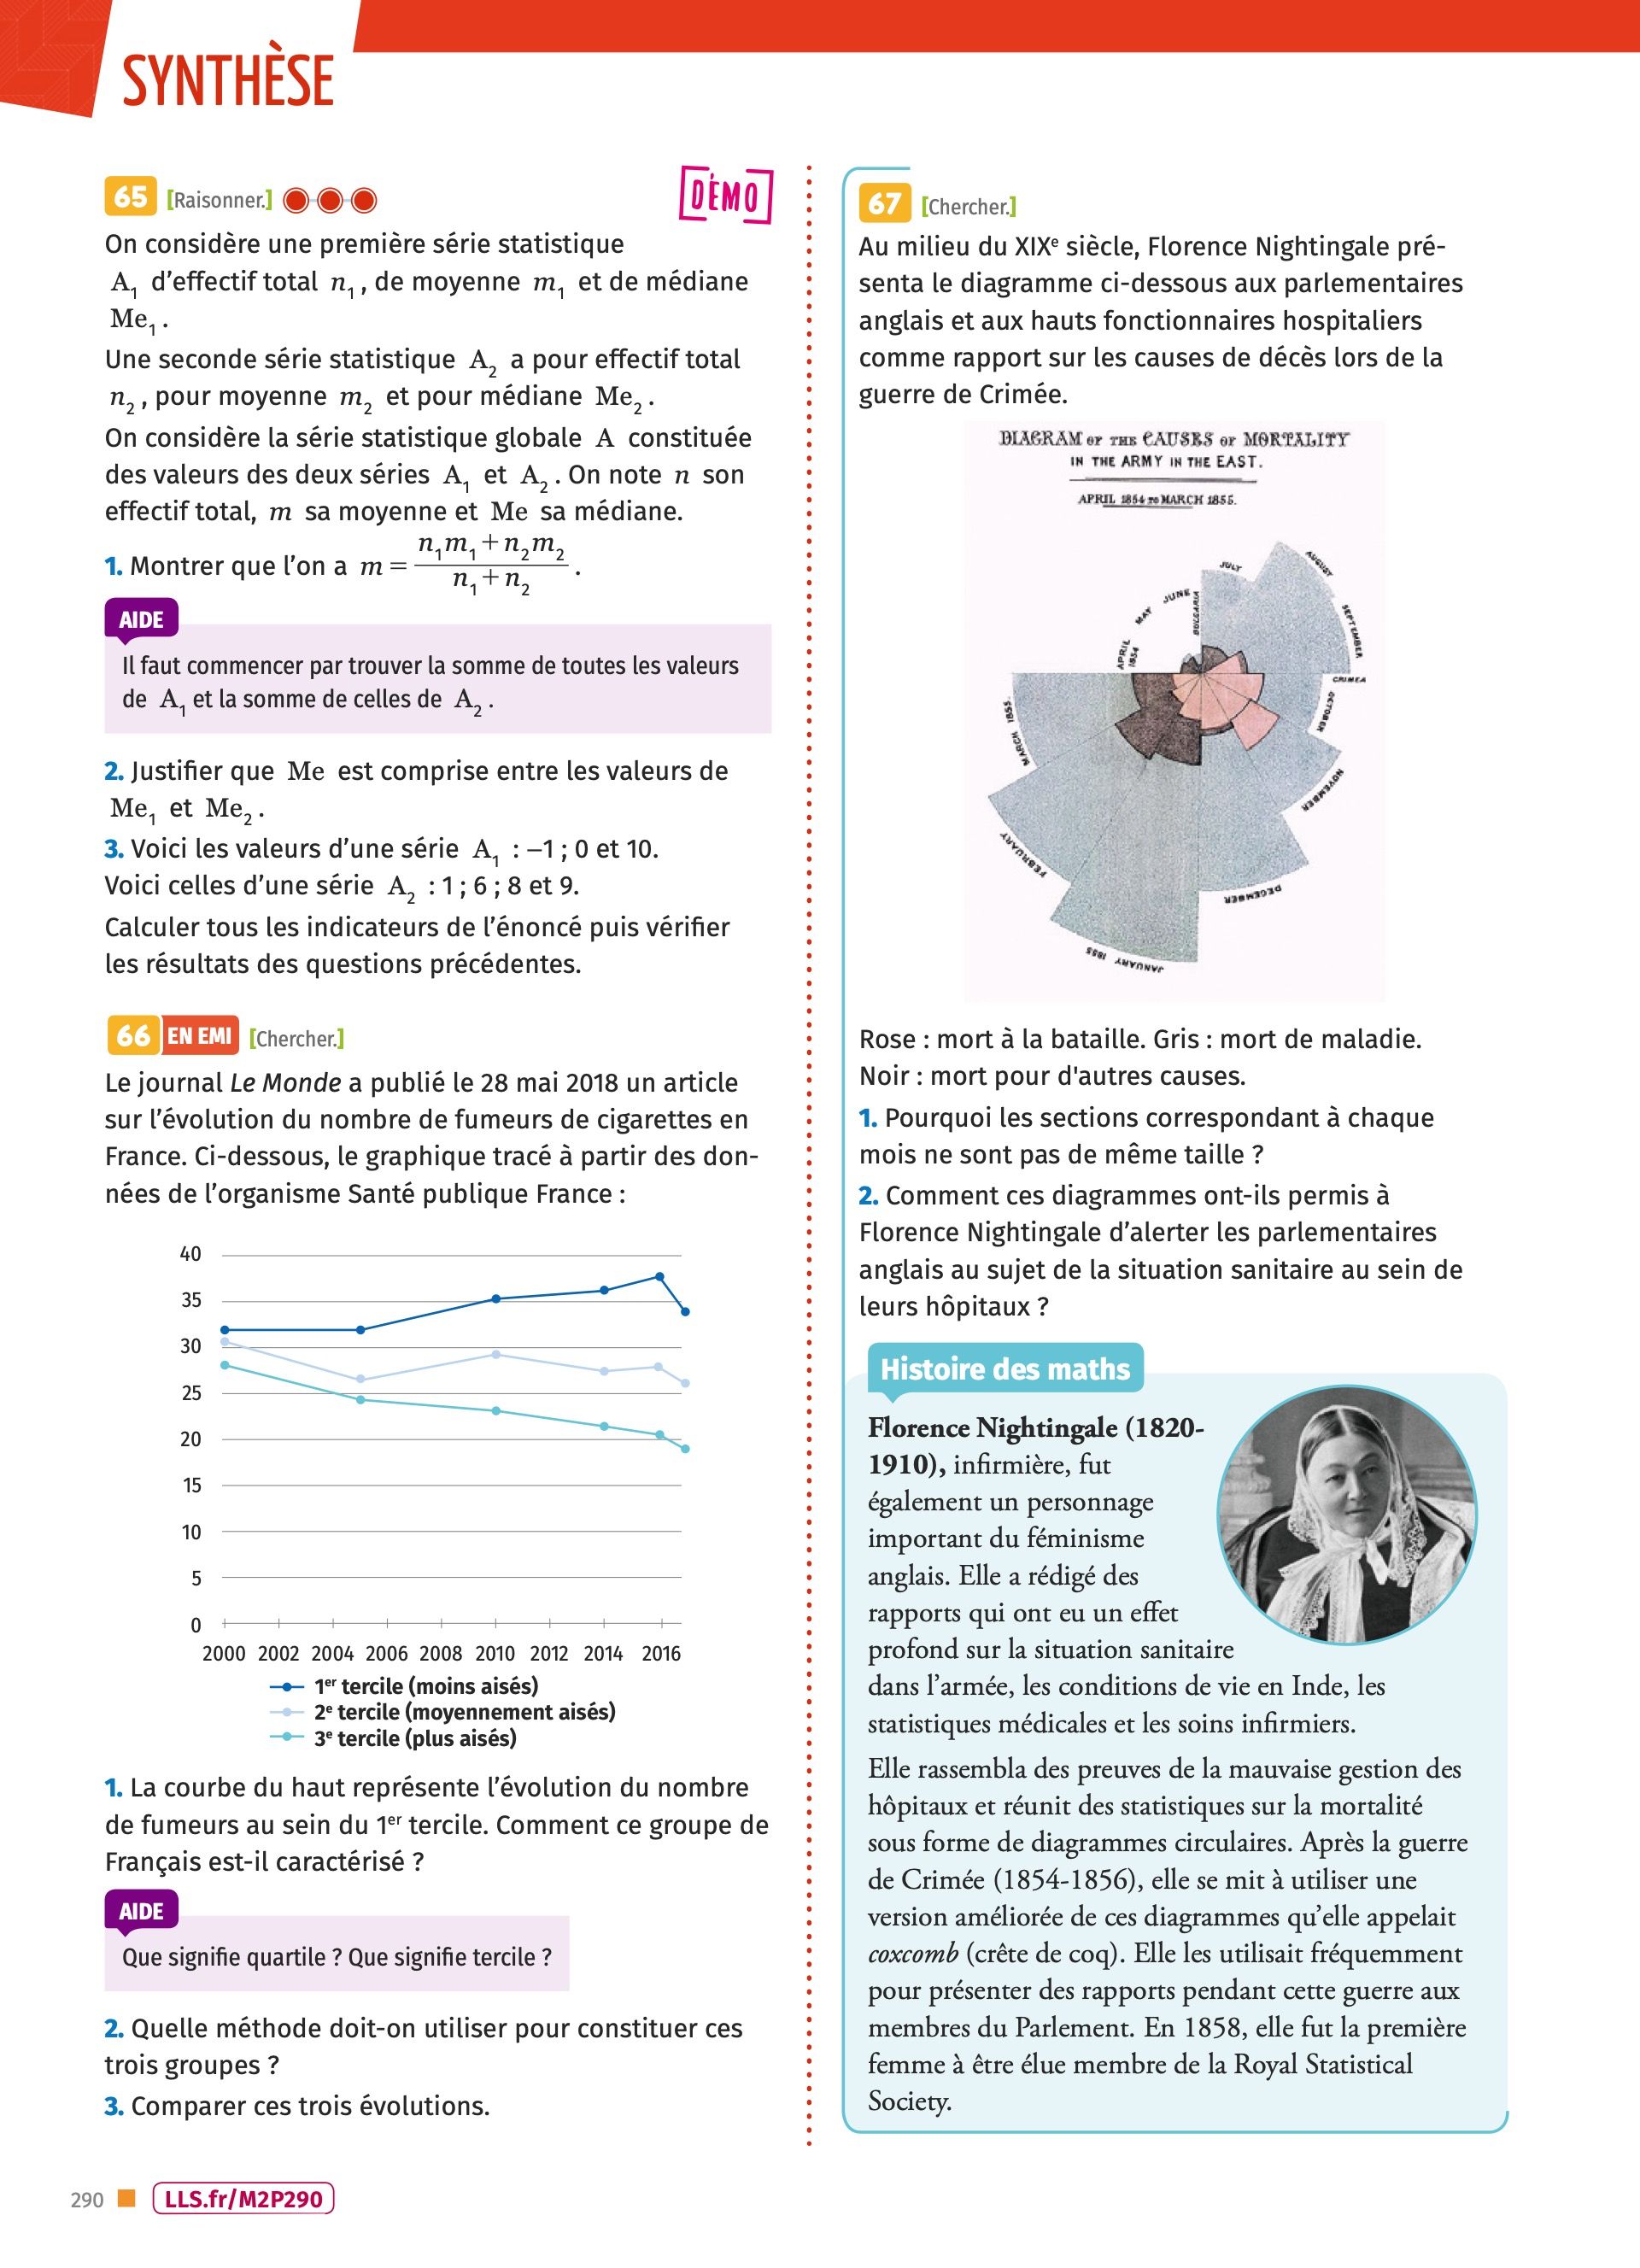 SYNTHÈSE
65 [Raisonner.]
DÉMO
On considère une première série statistique
A₁ d’effectif total n₁, de moyenne m₁ et de médiane
Me₁.
Une seconde série statistique A₂ a pour effectif total
n₂, pour moyenne m₂ et pour médiane Me₂.
On considère la série statistique globale A constituée
des valeurs des deux séries A₁ et A₂. On note n son
effectif total, m sa moyenne et Me sa médiane.
1. Montrer que l’on a m = (n₁m₁ + n₂m₂) / (n₁ + n₂).
AIDE
Il faut commencer par trouver la somme de toutes les valeurs
de A₁ et la somme de celles de A₂.
2. Justifier que Me est comprise entre les valeurs de
Me₁ et Me₂.
3. Voici les valeurs d’une série A₁ : –1 ; 0 et 10.
Voici celles d’une série A₂ : 1 ; 6 ; 8 et 9.
Calculer tous les indicateurs de l’énoncé puis vérifier
les résultats des questions précédentes.
66 EN EMI [Chercher.]
Le journal Le Monde a publié le 28 mai 2018 un article
sur l’évolution du nombre de fumeurs de cigarettes en
France. Ci-dessous, le graphique tracé à partir des don-
nées de l’organisme Santé publique France :
40
35
30
25
20
15
10
5
0
2000 2002 2004 2006 2008 2010 2012 2014 2016
1er tercile (moins aisés)
2e tercile (moyennement aisés)
3e tercile (plus aisés)
1. La courbe du haut représente l’évolution du nombre
de fumeurs au sein du 1er tercile. Comment ce groupe de
Français est-il caractérisé ?
AIDE
Que signifie quartile ? Que signifie tercile ?
2. Quelle méthode doit-on utiliser pour constituer ces
trois groupes ?
3. Comparer ces trois évolutions.
67 [Chercher.]
Au milieu du XIXe siècle, Florence Nightingale pré-
senta le diagramme ci-dessous aux parlementaires
anglais et aux hauts fonctionnaires hospitaliers
comme rapport sur les causes de décès lors de la
guerre de Crimée.
DIAGRAM OF THE CAUSES OF MORTALITY
IN THE ARMY IN THE EAST.
APRIL 1854 TO MARCH 1855.
APRIL 1854
MAY
JUNE
BULGARIA
JULY
AUGUST
SEPTEMBER
CRIMEA
OCTOBER
NOVEMBER
DECEMBER
JANUARY 1855
FEBRUARY
MARCH 1855.
Rose : mort à la bataille. Gris : mort de maladie.
Noir : mort pour d'autres causes.
1. Pourquoi les sections correspondant à chaque
mois ne sont pas de même taille ?
2. Comment ces diagrammes ont-ils permis à
Florence Nightingale d’alerter les parlementaires
anglais au sujet de la situation sanitaire au sein de
leurs hôpitaux ?
Histoire des maths
Florence Nightingale (1820-
1910), infirmière, fut
également un personnage
important du féminisme
anglais. Elle a rédigé des
rapports qui ont eu un effet
profond sur la situation sanitaire
dans l’armée, les conditions de vie en Inde, les
statistiques médicales et les soins infirmiers.
Elle rassembla des preuves de la mauvaise gestion des
hôpitaux et réunit des statistiques sur la mortalité
sous forme de diagrammes circulaires. Après la guerre
de Crimée (1854-1856), elle se mit à utiliser une
version améliorée de ces diagrammes qu’elle appelait
coxcomb (crête de coq). Elle les utilisait fréquemment
pour présenter des rapports pendant cette guerre aux
membres du Parlement. En 1858, elle fut la première
femme à être élue membre de la Royal Statistical
Society.
290
LLS.fr/M2P290